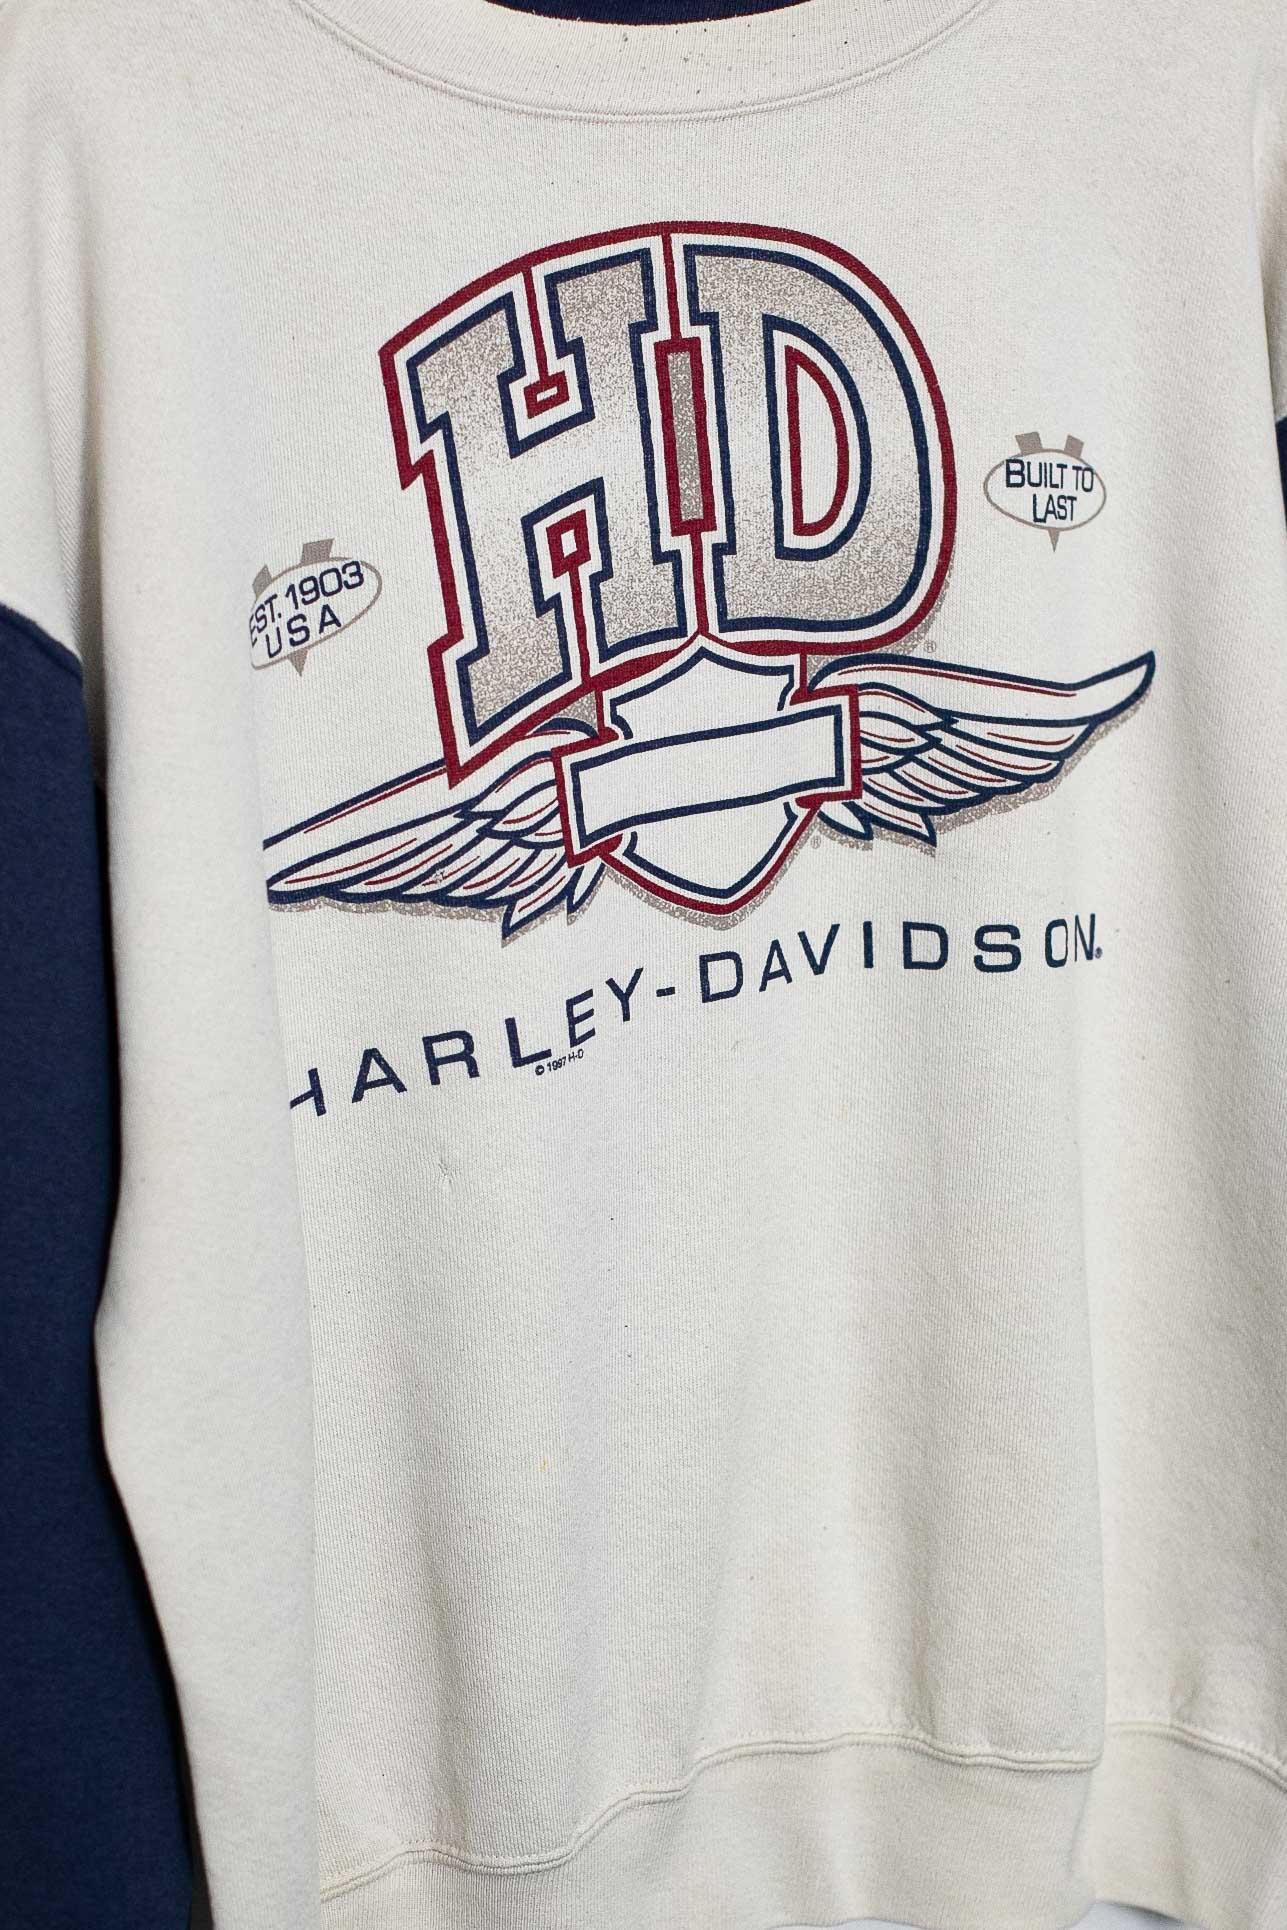 HD
®
BUILT TO
LAST
EST. 1903
USA
®
HARLEY-DAVIDSON®
© 1997 H-D